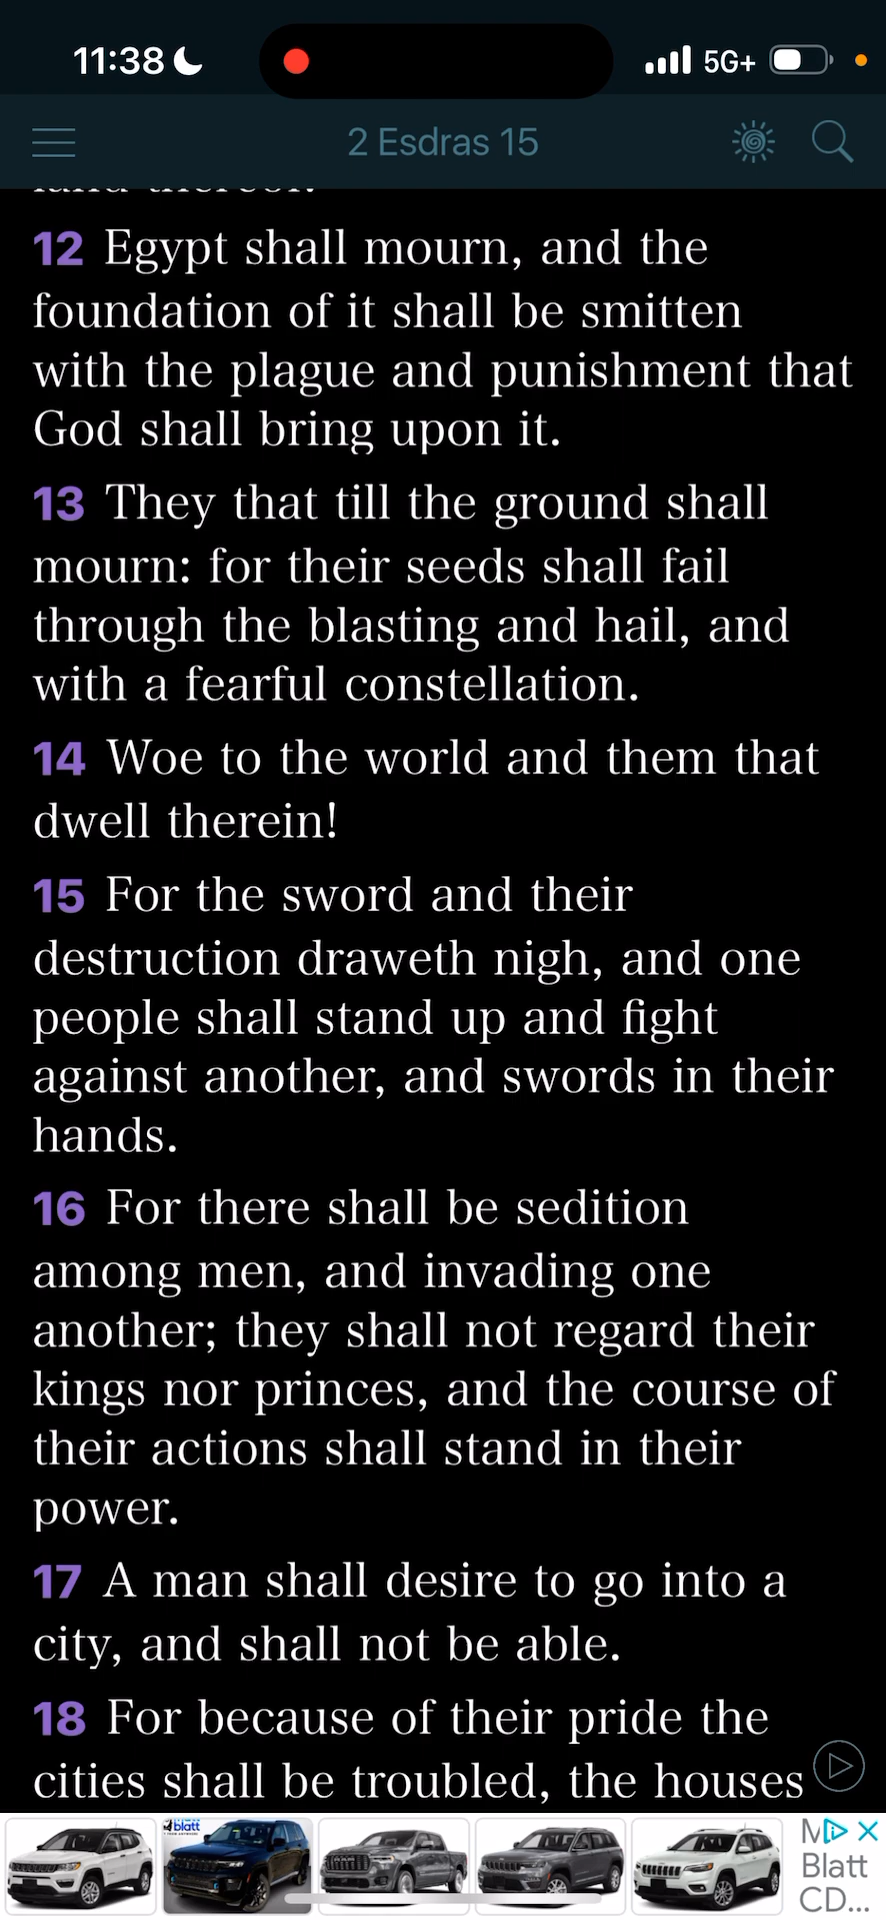 11:38
5G+
2 Esdras 15
12 Egypt shall mourn, and the
foundation of it shall be smitten
with the plague and punishment that
God shall bring upon it.
13 They that till the ground shall
mourn: for their seeds shall fail
through the blasting and hail, and
with a fearful constellation.
14 Woe to the world and them that
dwell therein!
15 For the sword and their
destruction draweth nigh, and one
people shall stand up and fight
against another, and swords in their
hands.
16 For there shall be sedition
among men, and invading one
another; they shall not regard their
kings nor princes, and the course of
their actions shall stand in their
power.
17 A man shall desire to go into a
city, and shall not be able.
18 For because of their pride the
cities shall be troubled, the houses
blatt
Blatt
CD...